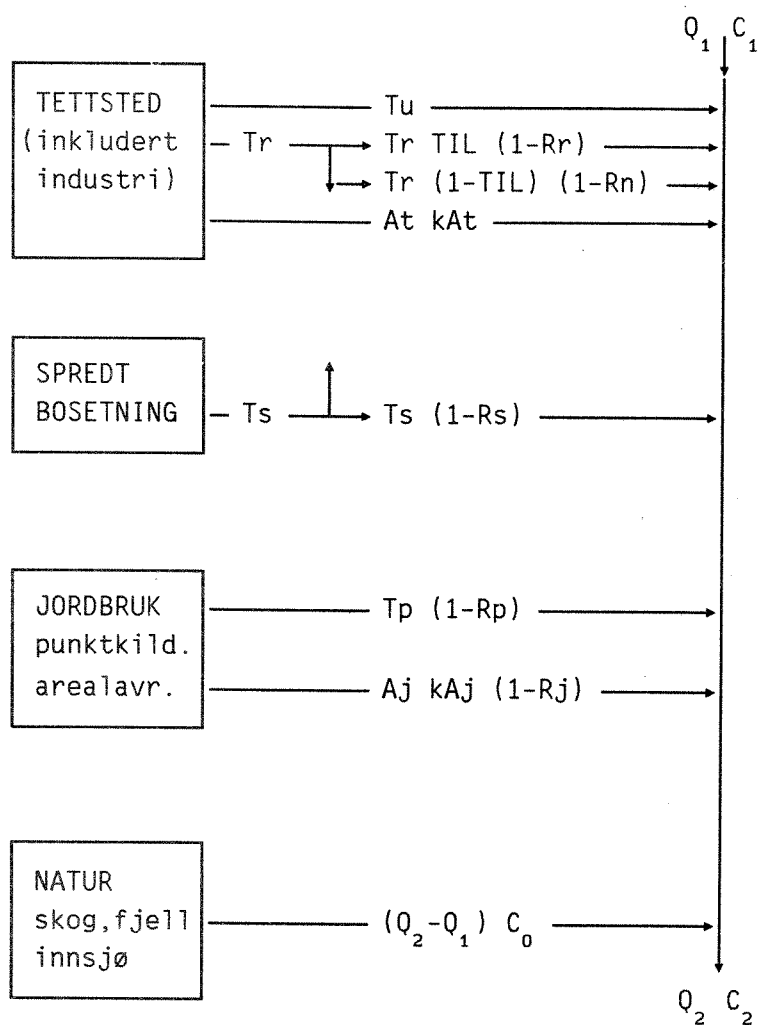 Q₁ C₁
TETTSTED
(inkludert
industri)
Tu
Tr
Tr TIL (1-Rr)
Tr (1-TIL) (1-Rn)
At kAt
SPREDT
BOSETNING
Ts
Ts (1-Rs)
JORDBRUK
punktkild.
arealavr.
Tp (1-Rp)
Aj kAj (1-Rj)
NATUR
skog,fjell
innsjø
(Q₂-Q₁) C₀
Q₂ C₂